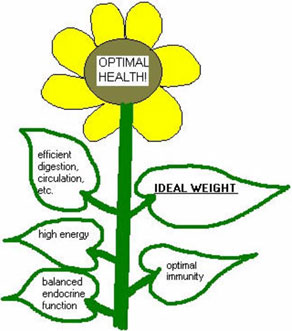 OPTIMAL
HEALTH!
efficient
digestion,
circulation,
etc.
IDEAL WEIGHT
high energy
optimal
immunity
balanced
endocrine
function